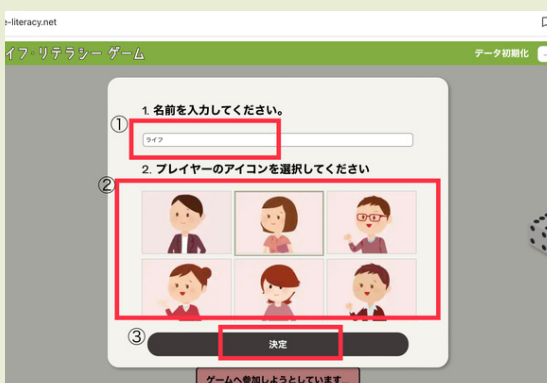 e-literacy.net
イフ・リテラシー ゲーム
データ初期化
1. 名前を入力してください。
①
ライフ
2. プレイヤーのアイコンを選択してください
②
③
決定
ゲームへ参加しようとしています...